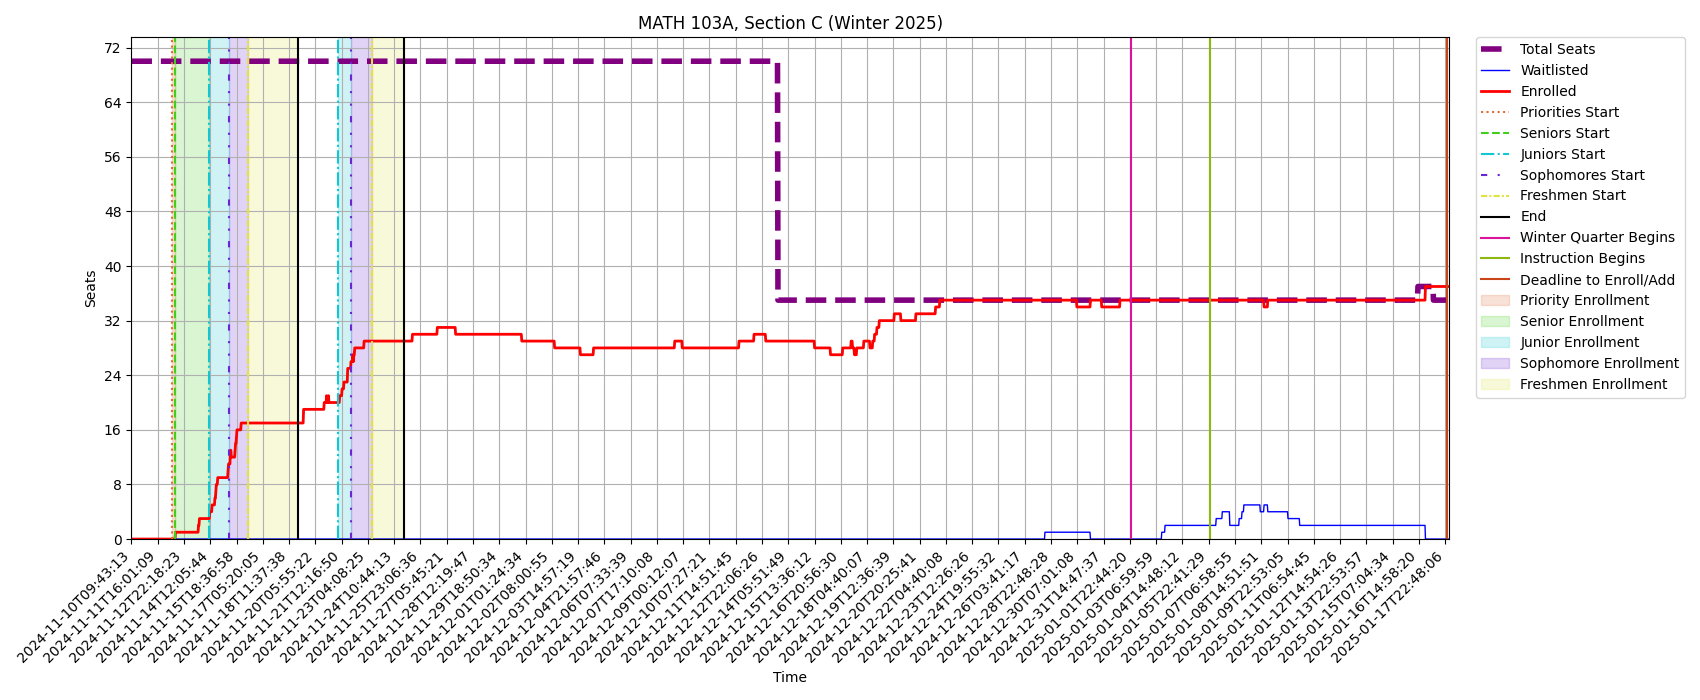 MATH 103A, Section C (Winter 2025)
72
64
56
48
40
32
24
16
8
0
Seats
2024-11-10T09:43:13
2024-11-11T16:01:09
2024-11-12T22:18:23
2024-11-14T12:05:44
2024-11-15T18:36:58
2024-11-17T05:20:05
2024-11-18T11:37:38
2024-11-20T05:55:22
2024-11-21T12:16:50
2024-11-23T04:08:25
2024-11-24T10:44:13
2024-11-25T23:06:36
2024-11-27T05:45:21
2024-11-28T12:19:47
2024-11-29T18:50:34
2024-12-01T01:24:34
2024-12-02T08:00:55
2024-12-03T14:57:19
2024-12-04T21:57:46
2024-12-06T07:33:39
2024-12-07T17:10:08
2024-12-09T00:12:07
2024-12-10T07:27:21
2024-12-11T14:51:45
2024-12-12T22:06:26
2024-12-14T05:51:49
2024-12-15T13:36:12
2024-12-16T20:56:30
2024-12-18T04:40:07
2024-12-19T12:36:39
2024-12-20T20:25:41
2024-12-22T04:40:08
2024-12-23T12:26:26
2024-12-24T19:55:32
2024-12-26T03:41:17
2024-12-28T22:48:28
2024-12-30T07:01:08
2024-12-31T14:47:37
2025-01-01T22:44:20
2025-01-03T06:59:59
2025-01-04T14:48:12
2025-01-05T22:41:29
2025-01-07T06:58:55
2025-01-08T14:51:51
2025-01-09T22:53:05
2025-01-11T06:54:45
2025-01-12T14:54:26
2025-01-13T22:53:57
2025-01-15T07:04:34
2025-01-16T14:58:20
2025-01-17T22:48:06
Time
Total Seats
Waitlisted
Enrolled
Priorities Start
Seniors Start
Juniors Start
Sophomores Start
Freshmen Start
End
Winter Quarter Begins
Instruction Begins
Deadline to Enroll/Add
Priority Enrollment
Senior Enrollment
Junior Enrollment
Sophomore Enrollment
Freshmen Enrollment